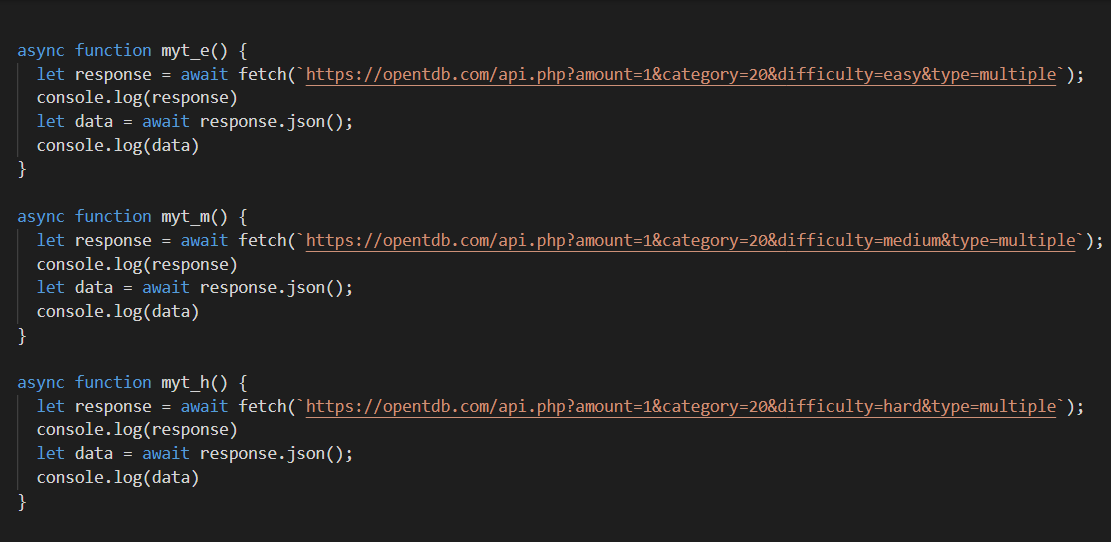 async function myt_e() {
  let response = await fetch(`https://opentdb.com/api.php?amount=1&category=20&difficulty=easy&type=multiple`);
  console.log(response)
  let data = await response.json();
  console.log(data)
}

async function myt_m() {
  let response = await fetch(`https://opentdb.com/api.php?amount=1&category=20&difficulty=medium&type=multiple`);
  console.log(response)
  let data = await response.json();
  console.log(data)
}

async function myt_h() {
  let response = await fetch(`https://opentdb.com/api.php?amount=1&category=20&difficulty=hard&type=multiple`);
  console.log(response)
  let data = await response.json();
  console.log(data)
}